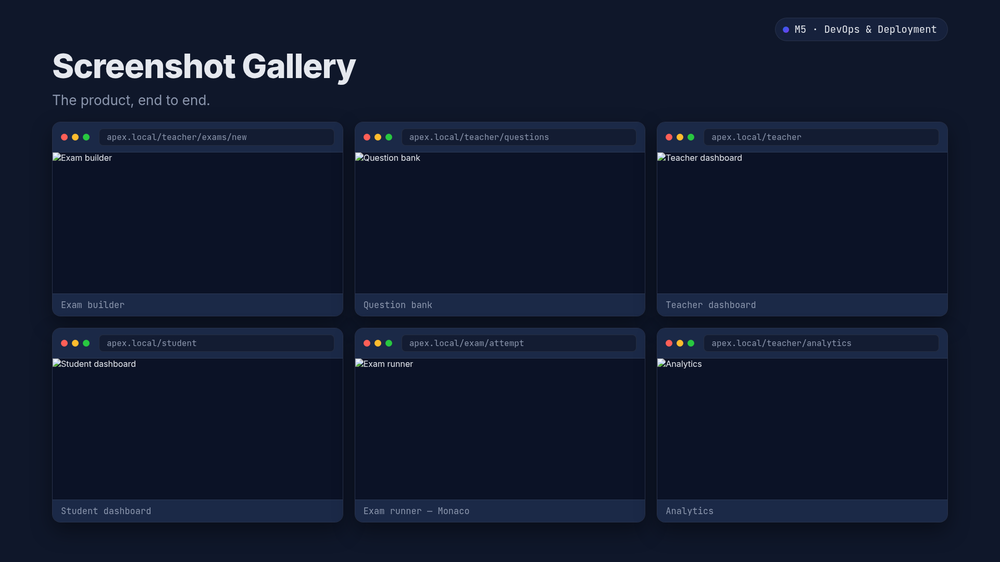 M5 · DevOps & Deployment
Screenshot Gallery
The product, end to end.
apex.local/teacher/exams/new
Exam builder
Exam builder
apex.local/teacher/questions
Question bank
Question bank
apex.local/teacher
Teacher dashboard
Teacher dashboard
apex.local/student
Student dashboard
Student dashboard
apex.local/exam/attempt
Exam runner
Exam runner — Monaco
apex.local/teacher/analytics
Analytics
Analytics